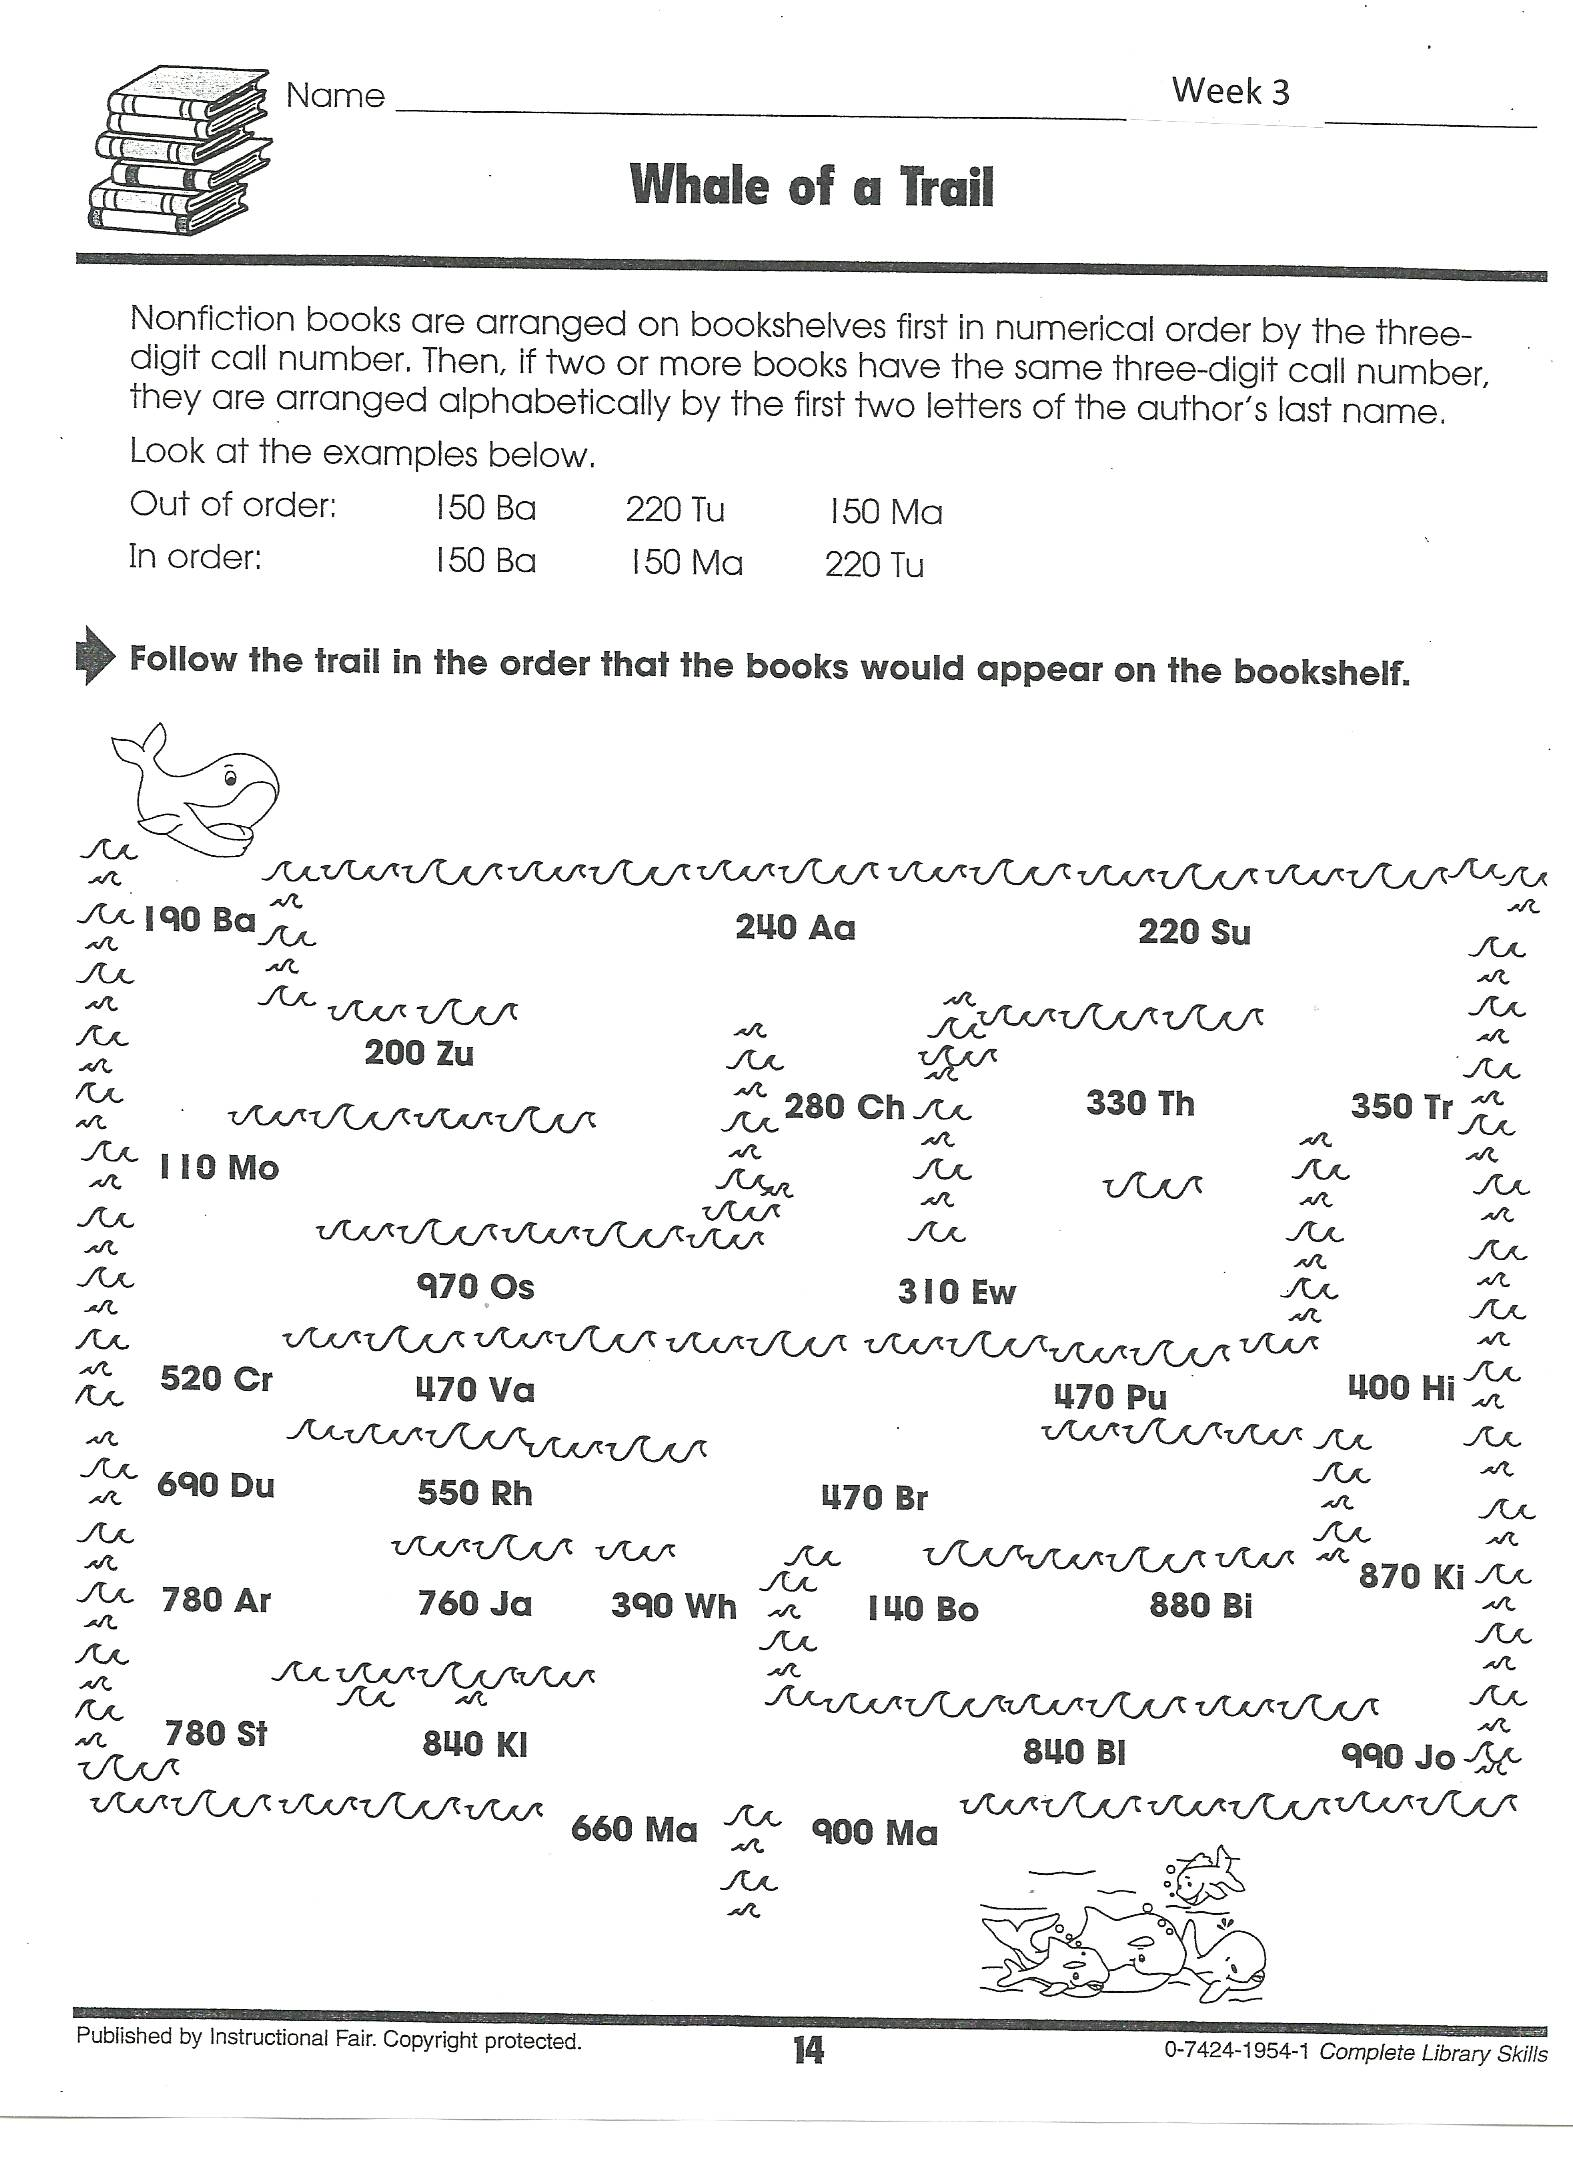 Name
Week 3
Whale of a Trail
Nonfiction books are arranged on bookshelves first in numerical order by the three-
digit call number. Then, if two or more books have the same three-digit call number,
they are arranged alphabetically by the first two letters of the author's last name.
Look at the examples below.
Out of order: 150 Ba 220 Tu 150 Ma
In order: 150 Ba 150 Ma 220 Tu
Follow the trail in the order that the books would appear on the bookshelf.
190 Ba 240 Aa 220 Su
200 Zu
280 Ch 330 Th 350 Tr
110 Mo
970 Os 310 Ew
520 Cr 470 Va 470 Pu 400 Hi
690 Du 550 Rh 470 Br
870 Ki
780 Ar 760 Ja 390 Wh 140 Bo 880 Bi
780 St 840 Kl 840 Bl 990 Jo
660 Ma 900 Ma
Published by Instructional Fair. Copyright protected. 14 0-7424-1954-1 Complete Library Skills